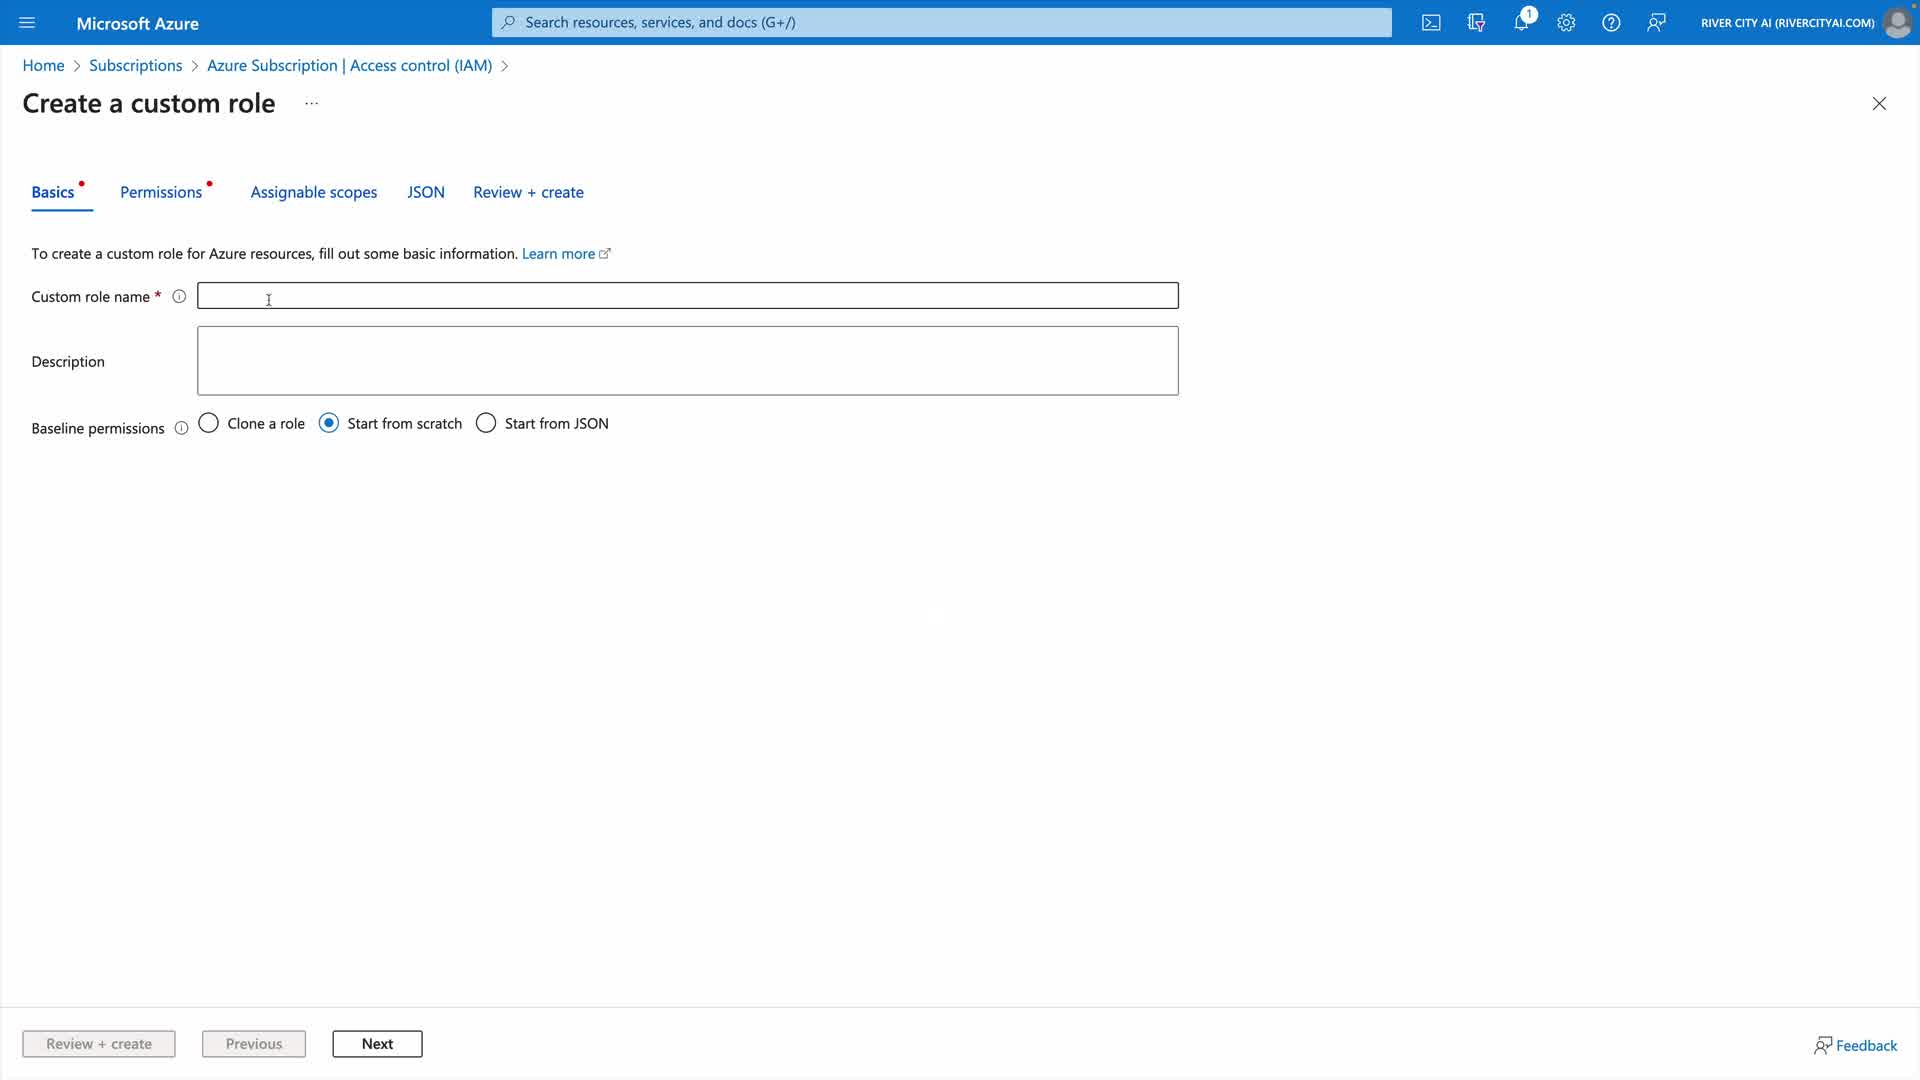 Microsoft Azure
Search resources, services, and docs (G+/)
1
RIVER CITY AI (RIVERCITYAI.COM)
Home > Subscriptions > Azure Subscription | Access control (IAM) >
Create a custom role ...
Basics Permissions Assignable scopes JSON Review + create
To create a custom role for Azure resources, fill out some basic information. Learn more
Custom role name *
Description
Baseline permissions Clone a role Start from scratch Start from JSON
Review + create Previous Next
Feedback